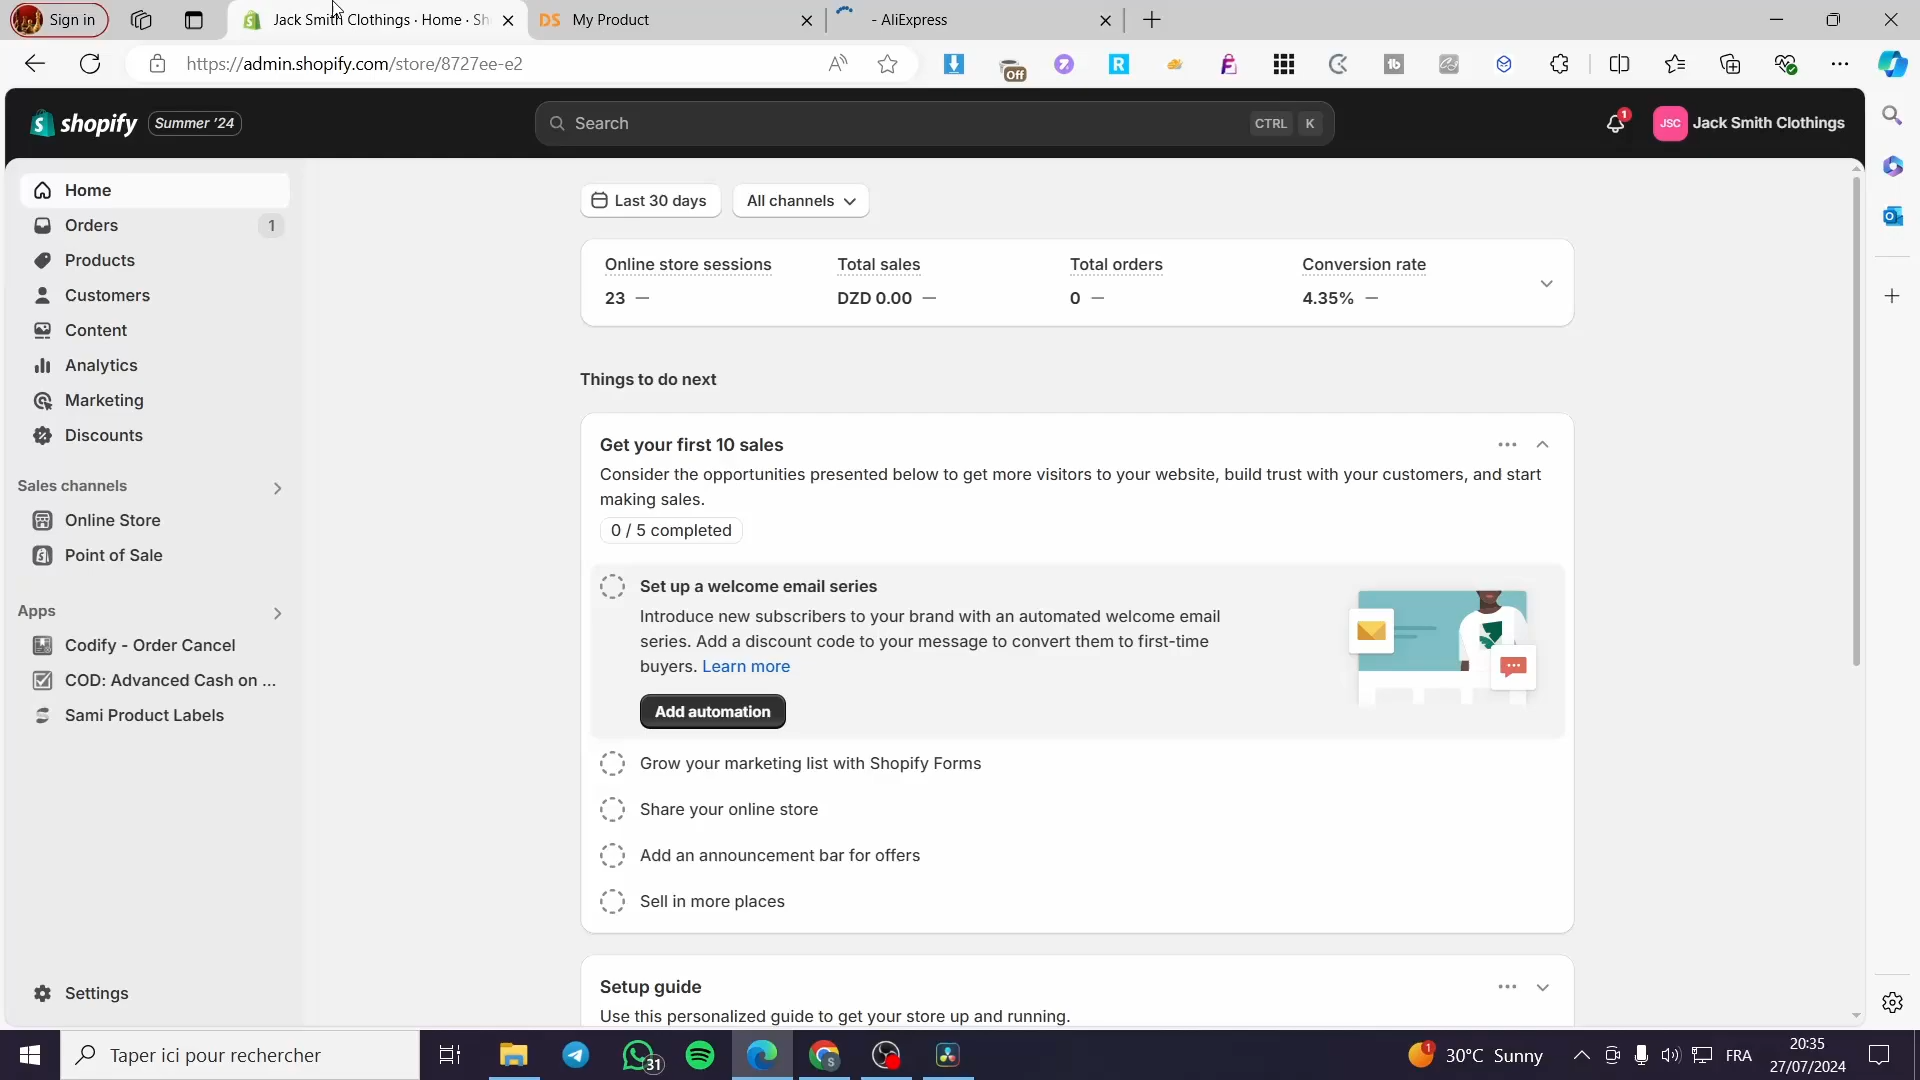 Sign in
Jack Smith Clothings · Home · Sh
DS My Product
- AliExpress
https://admin.shopify.com/store/8727ee-e2
Off
shopify
Summer '24
Search
CTRL K
1
JSC
Jack Smith Clothings
Home
Orders 1
Products
Customers
Content
Analytics
Marketing
Discounts
Sales channels
Online Store
Point of Sale
Apps
Codify - Order Cancel
COD: Advanced Cash on ...
Sami Product Labels
Settings
Last 30 days
All channels
Online store sessions
23 —
Total sales
DZD 0.00 —
Total orders
0 —
Conversion rate
4.35% —
Things to do next
Get your first 10 sales
Consider the opportunities presented below to get more visitors to your website, build trust with your customers, and start
making sales.
0 / 5 completed
Set up a welcome email series
Introduce new subscribers to your brand with an automated welcome email
series. Add a discount code to your message to convert them to first-time
buyers. Learn more
Add automation
Grow your marketing list with Shopify Forms
Share your online store
Add an announcement bar for offers
Sell in more places
Setup guide
Use this personalized guide to get your store up and running.
Taper ici pour rechercher
31
1
30°C Sunny
FRA
20:35
27/07/2024